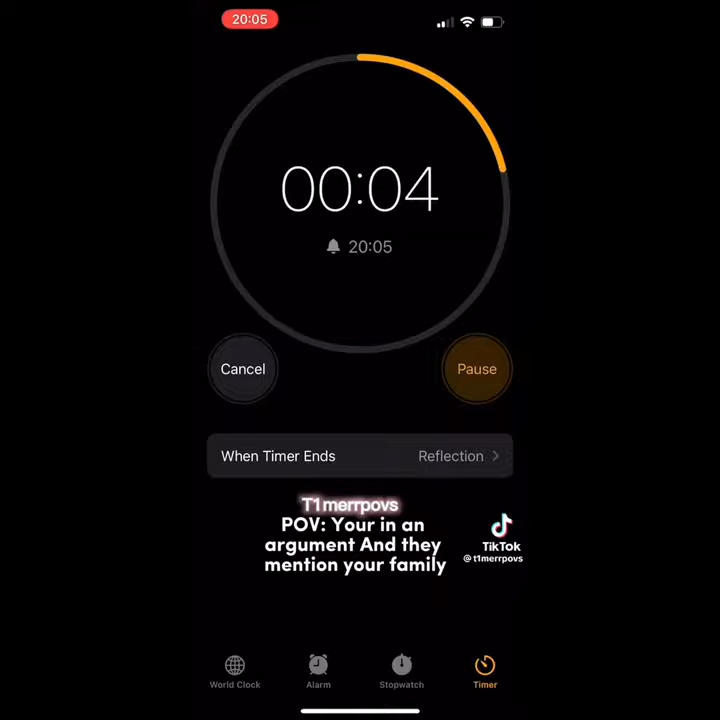 20:05
00:04
20:05
Cancel
Pause
When Timer Ends
Reflection
T1merrpovs
POV: Your in an
argument And they
mention your family
TikTok
@t1merrpovs
World Clock
Alarm
Stopwatch
Timer